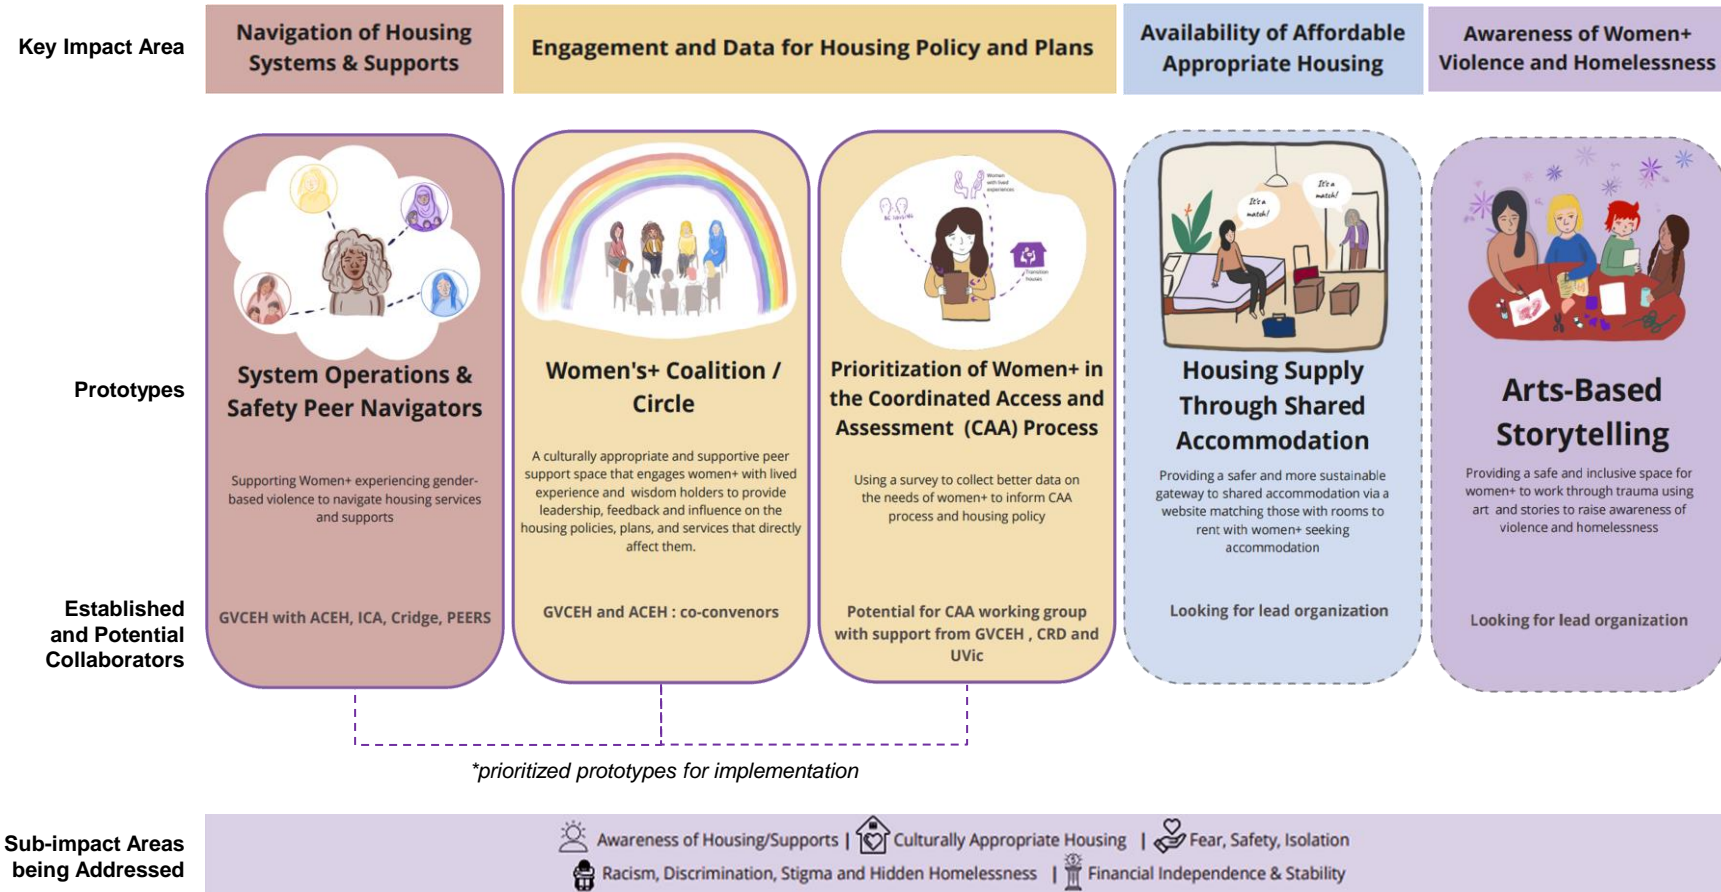 Key Impact Area
Navigation of Housing
Systems & Supports
Engagement and Data for Housing Policy and Plans
Availability of Affordable
Appropriate Housing
Awareness of Women+
Violence and Homelessness
Prototypes
System Operations &
Safety Peer Navigators
Supporting Women+ experiencing gender-
based violence to navigate housing services
and supports
Women's+ Coalition /
Circle
A culturally appropriate and supportive peer
support space that engages women+ with lived
experience and wisdom holders to provide
leadership, feedback and influence on the
housing policies, plans, and services that directly
affect them.
Women
with lived
experiences
BC HOUSING
Transition
houses
Prioritization of Women+ in
the Coordinated Access and
Assessment (CAA) Process
Using a survey to collect better data on
the needs of women+ to inform CAA
process and housing policy
It's a
match!
It's a
match!
Housing Supply
Through Shared
Accommodation
Providing a safer and more sustainable
gateway to shared accommodation via a
website matching those with rooms to
rent with women+ seeking
accommodation
Arts-Based
Storytelling
Providing a safe and inclusive space for
women+ to work through trauma using
art and stories to raise awareness of
violence and homelessness
Established
and Potential
Collaborators
GVCEH with ACEH, ICA, Cridge, PEERS
GVCEH and ACEH : co-convenors
Potential for CAA working group
with support from GVCEH , CRD and
UVic
Looking for lead organization
Looking for lead organization
*prioritized prototypes for implementation
Sub-impact Areas
being Addressed
Awareness of Housing/Supports | Culturally Appropriate Housing | Fear, Safety, Isolation
Racism, Discrimination, Stigma and Hidden Homelessness | Financial Independence & Stability